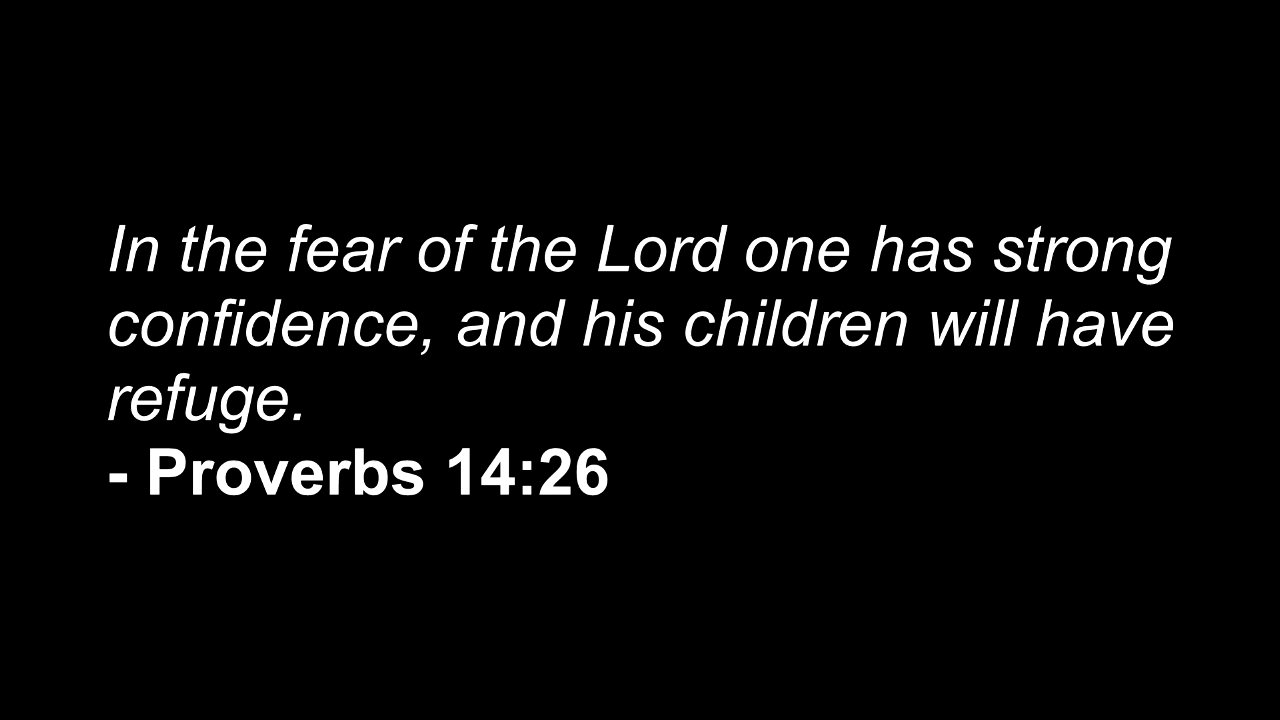 In the fear of the Lord one has strong
confidence, and his children will have
refuge.
- Proverbs 14:26